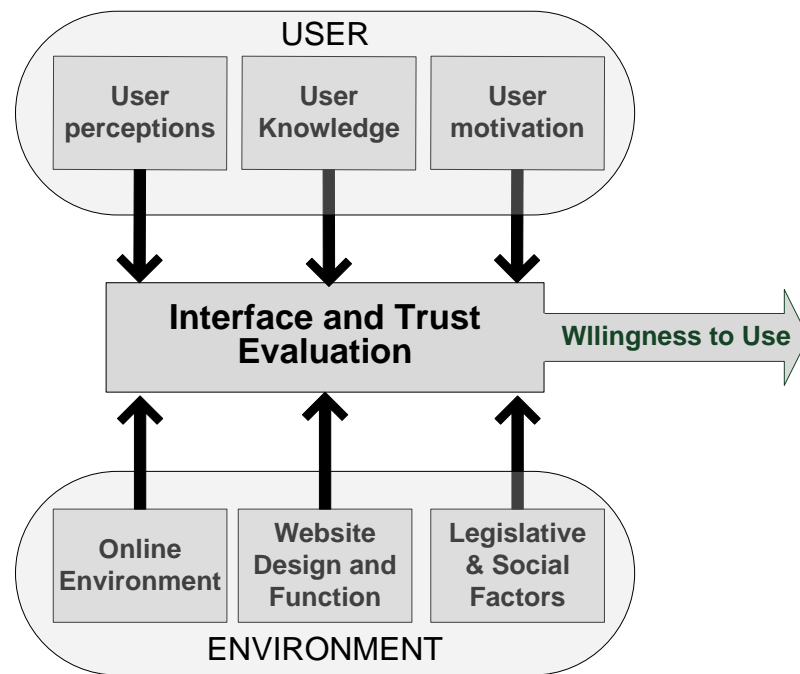 USER
User
perceptions
User
Knowledge
User
motivation
Interface and Trust
Evaluation
WIlingness to Use
Online
Environment
Website
Design and
Function
Legislative
& Social
Factors
ENVIRONMENT